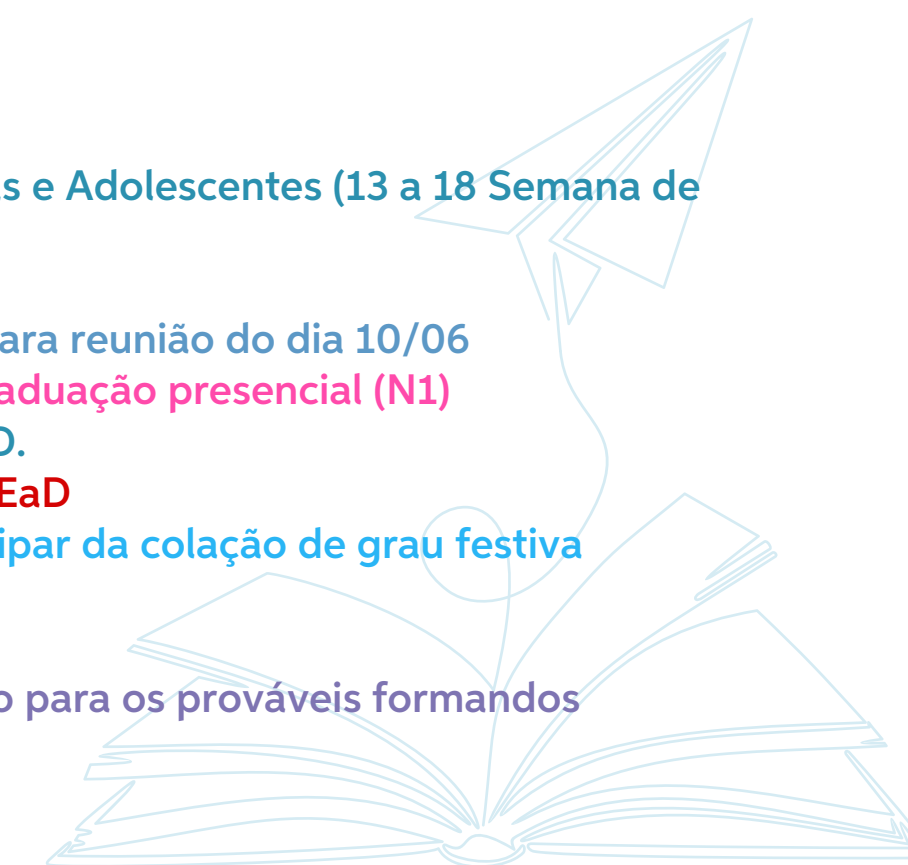 s e Adolescentes (13 a 18 Semana de
ara reunião do dia 10/06
aduação presencial (N1)
D.
EaD
ipar da colação de grau festiva
o para os prováveis formandos